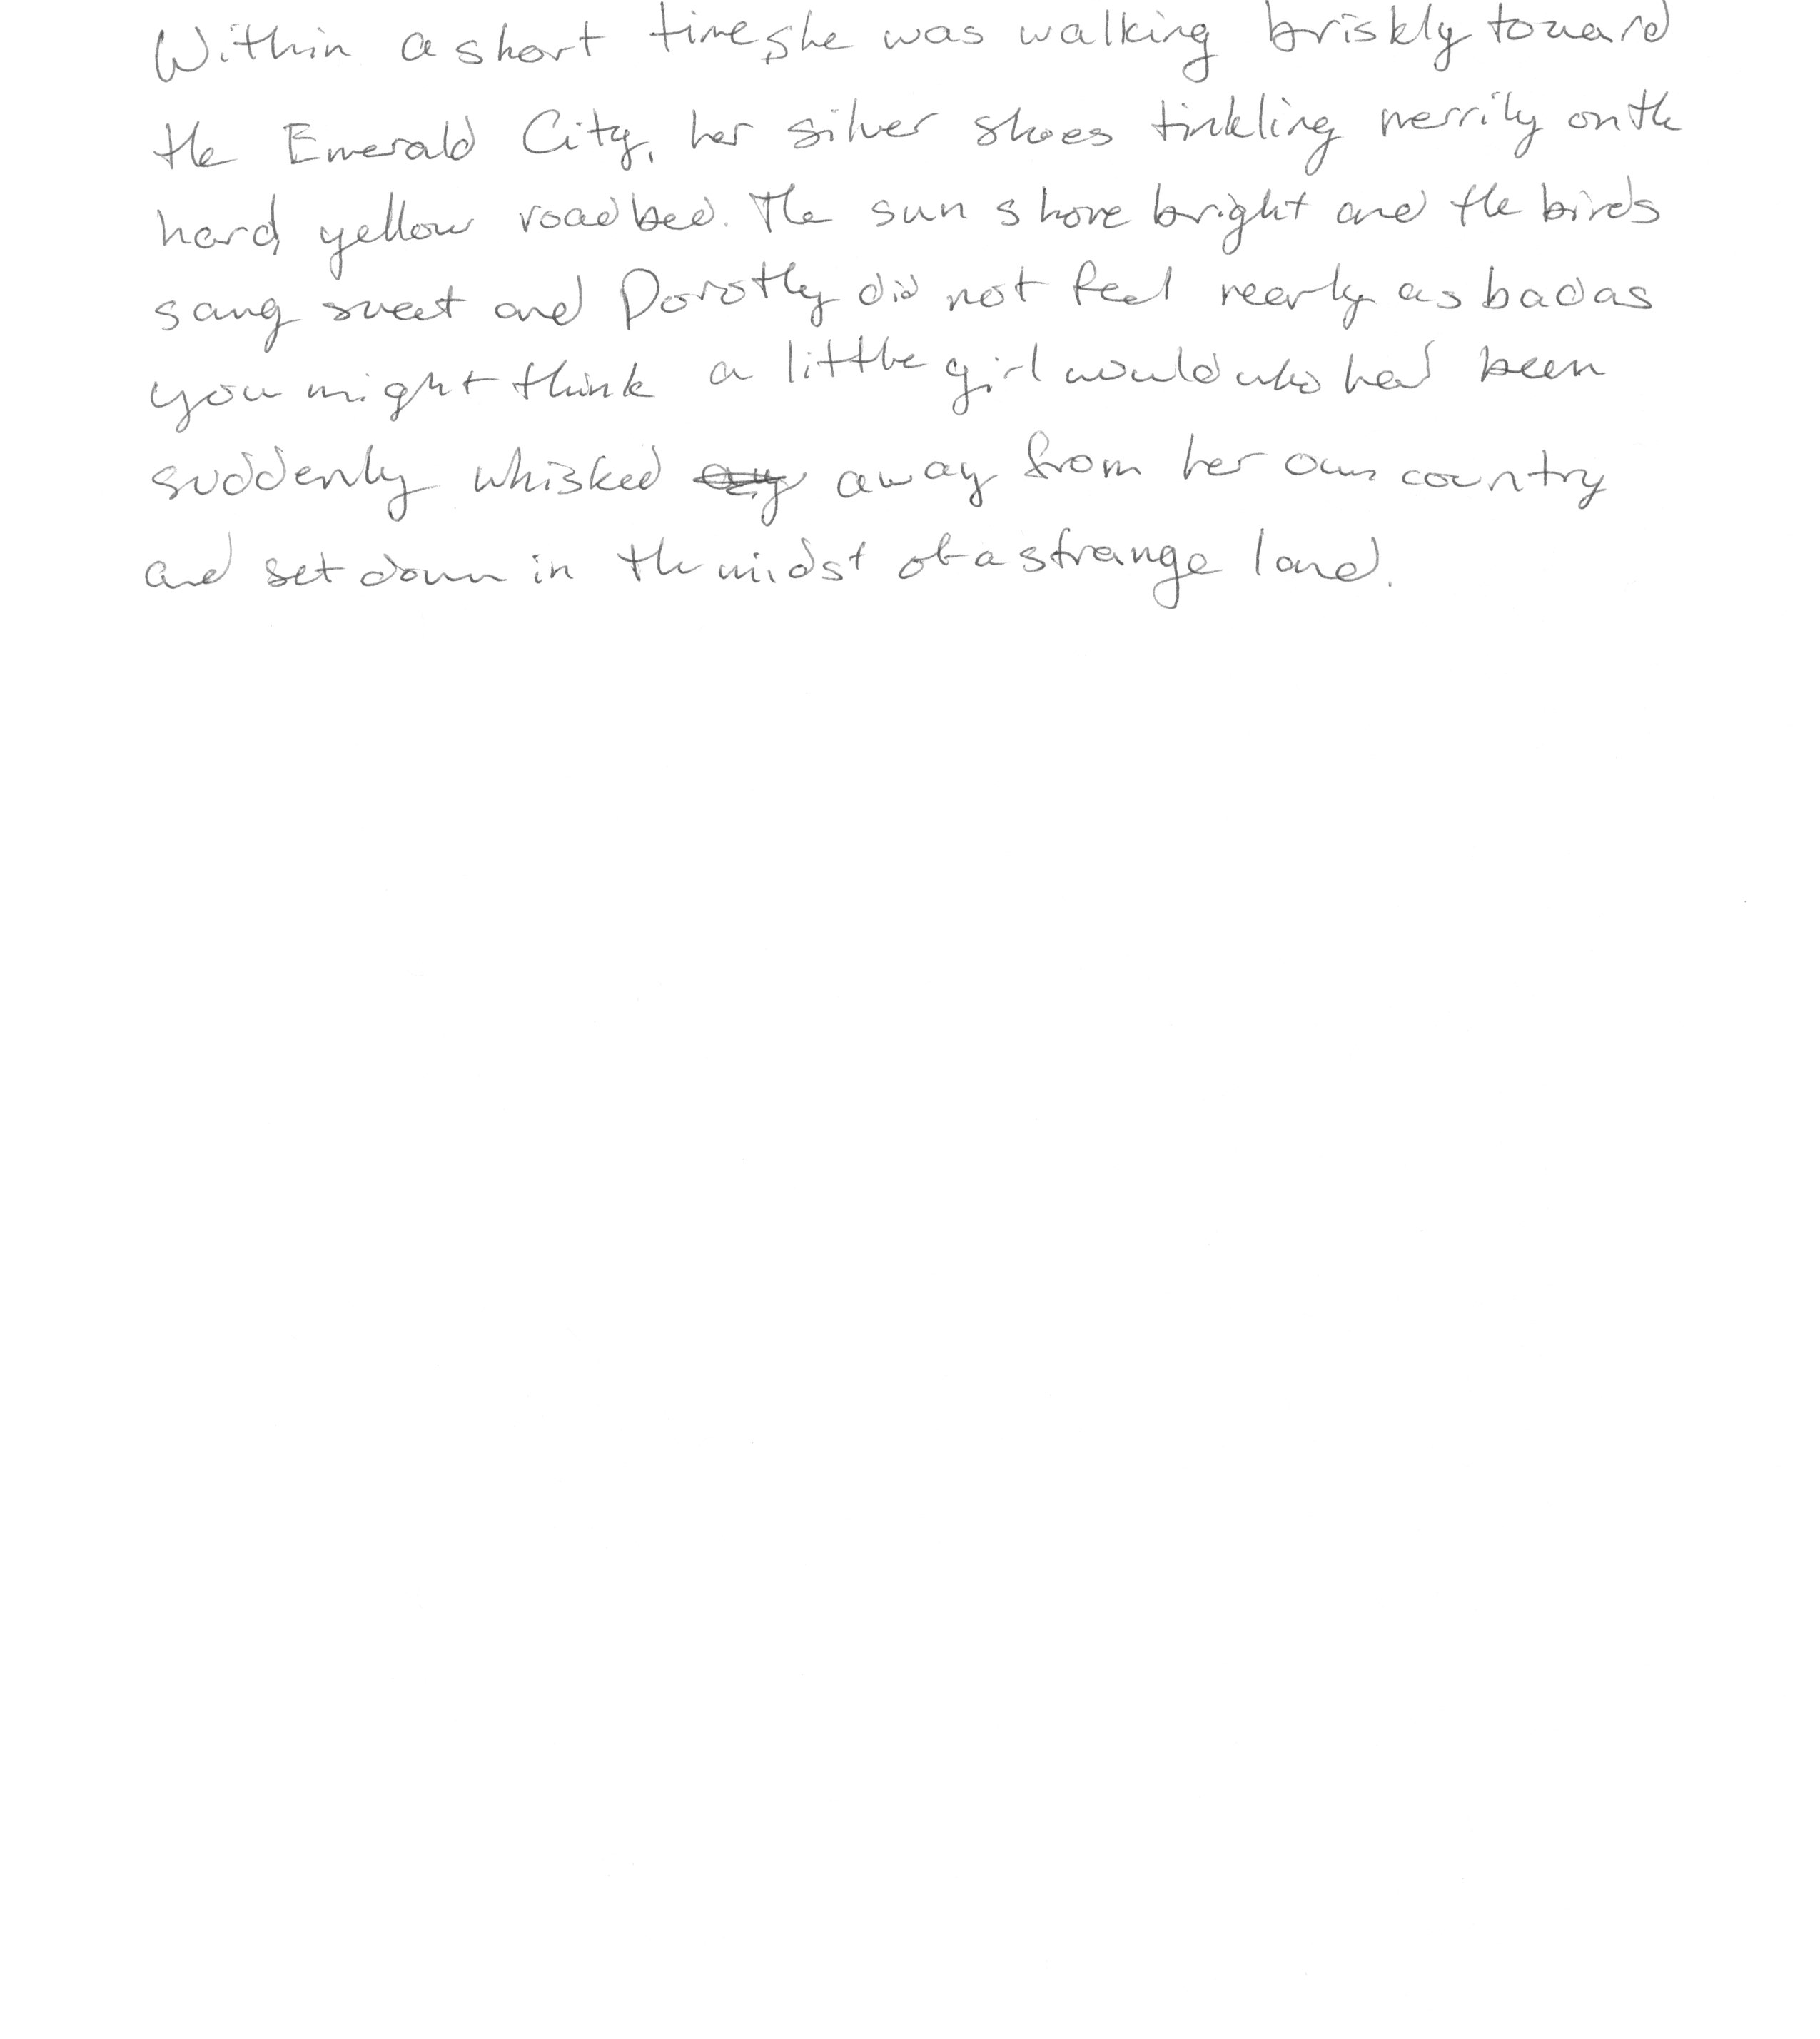 Within a short time, she was walking briskly toward
the Emerald City, her silver shoes tinkling merrily on the
hard, yellow roadbed. The sun shone bright and the birds
sang sweet and Dorothy did not feel nearly as bad as
you might think a little girl would who had been
suddenly whisked away from her own country
and set down in the midst of a strange land.